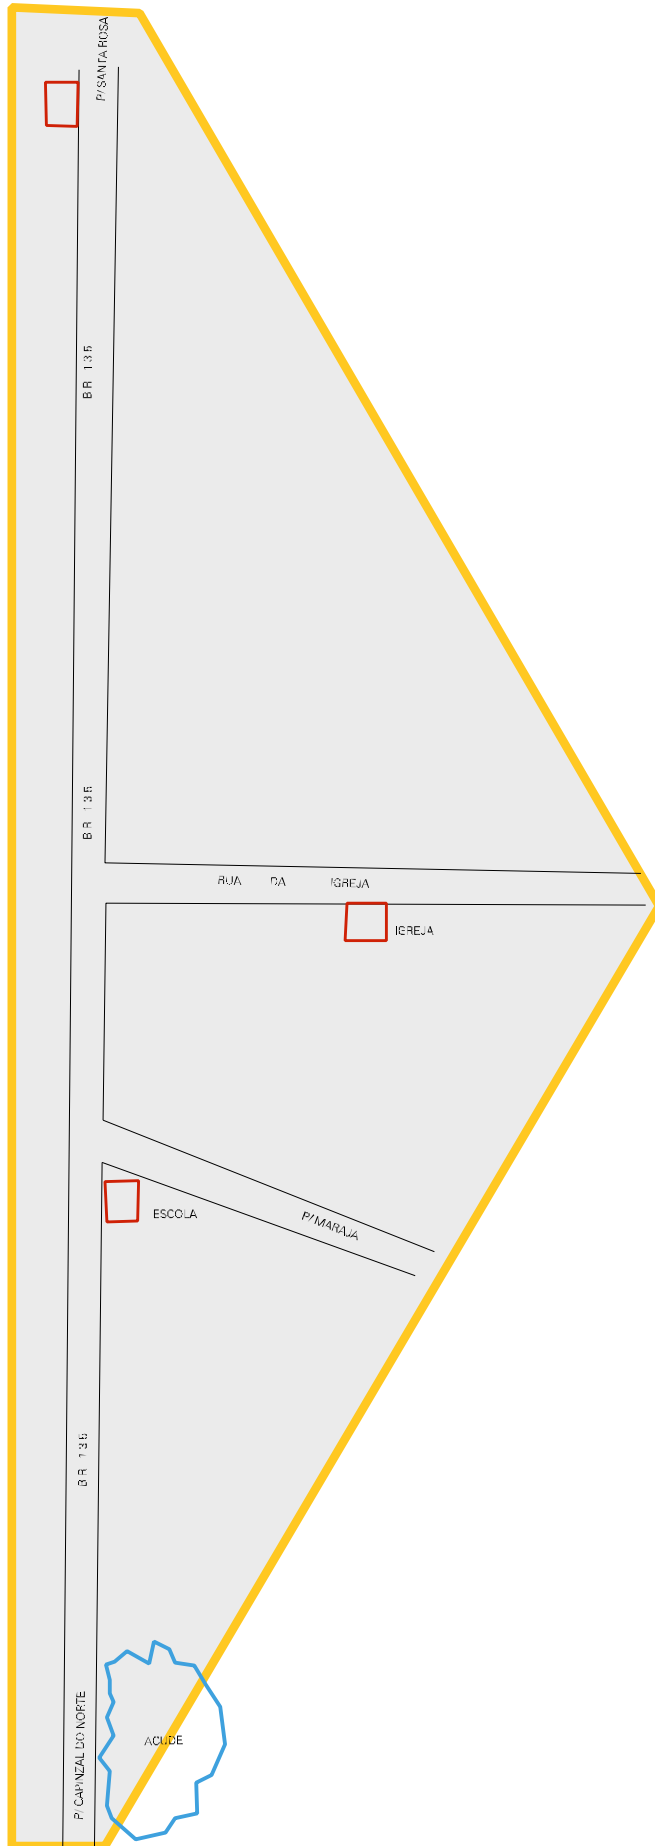 P/ SANTA ROSA
BR 135
BR 135
RUA DA IGREJA
IGREJA
ESCOLA
P/ MARAJA
BR 135
P/ CAPINZAL DO NORTE
ACUDE